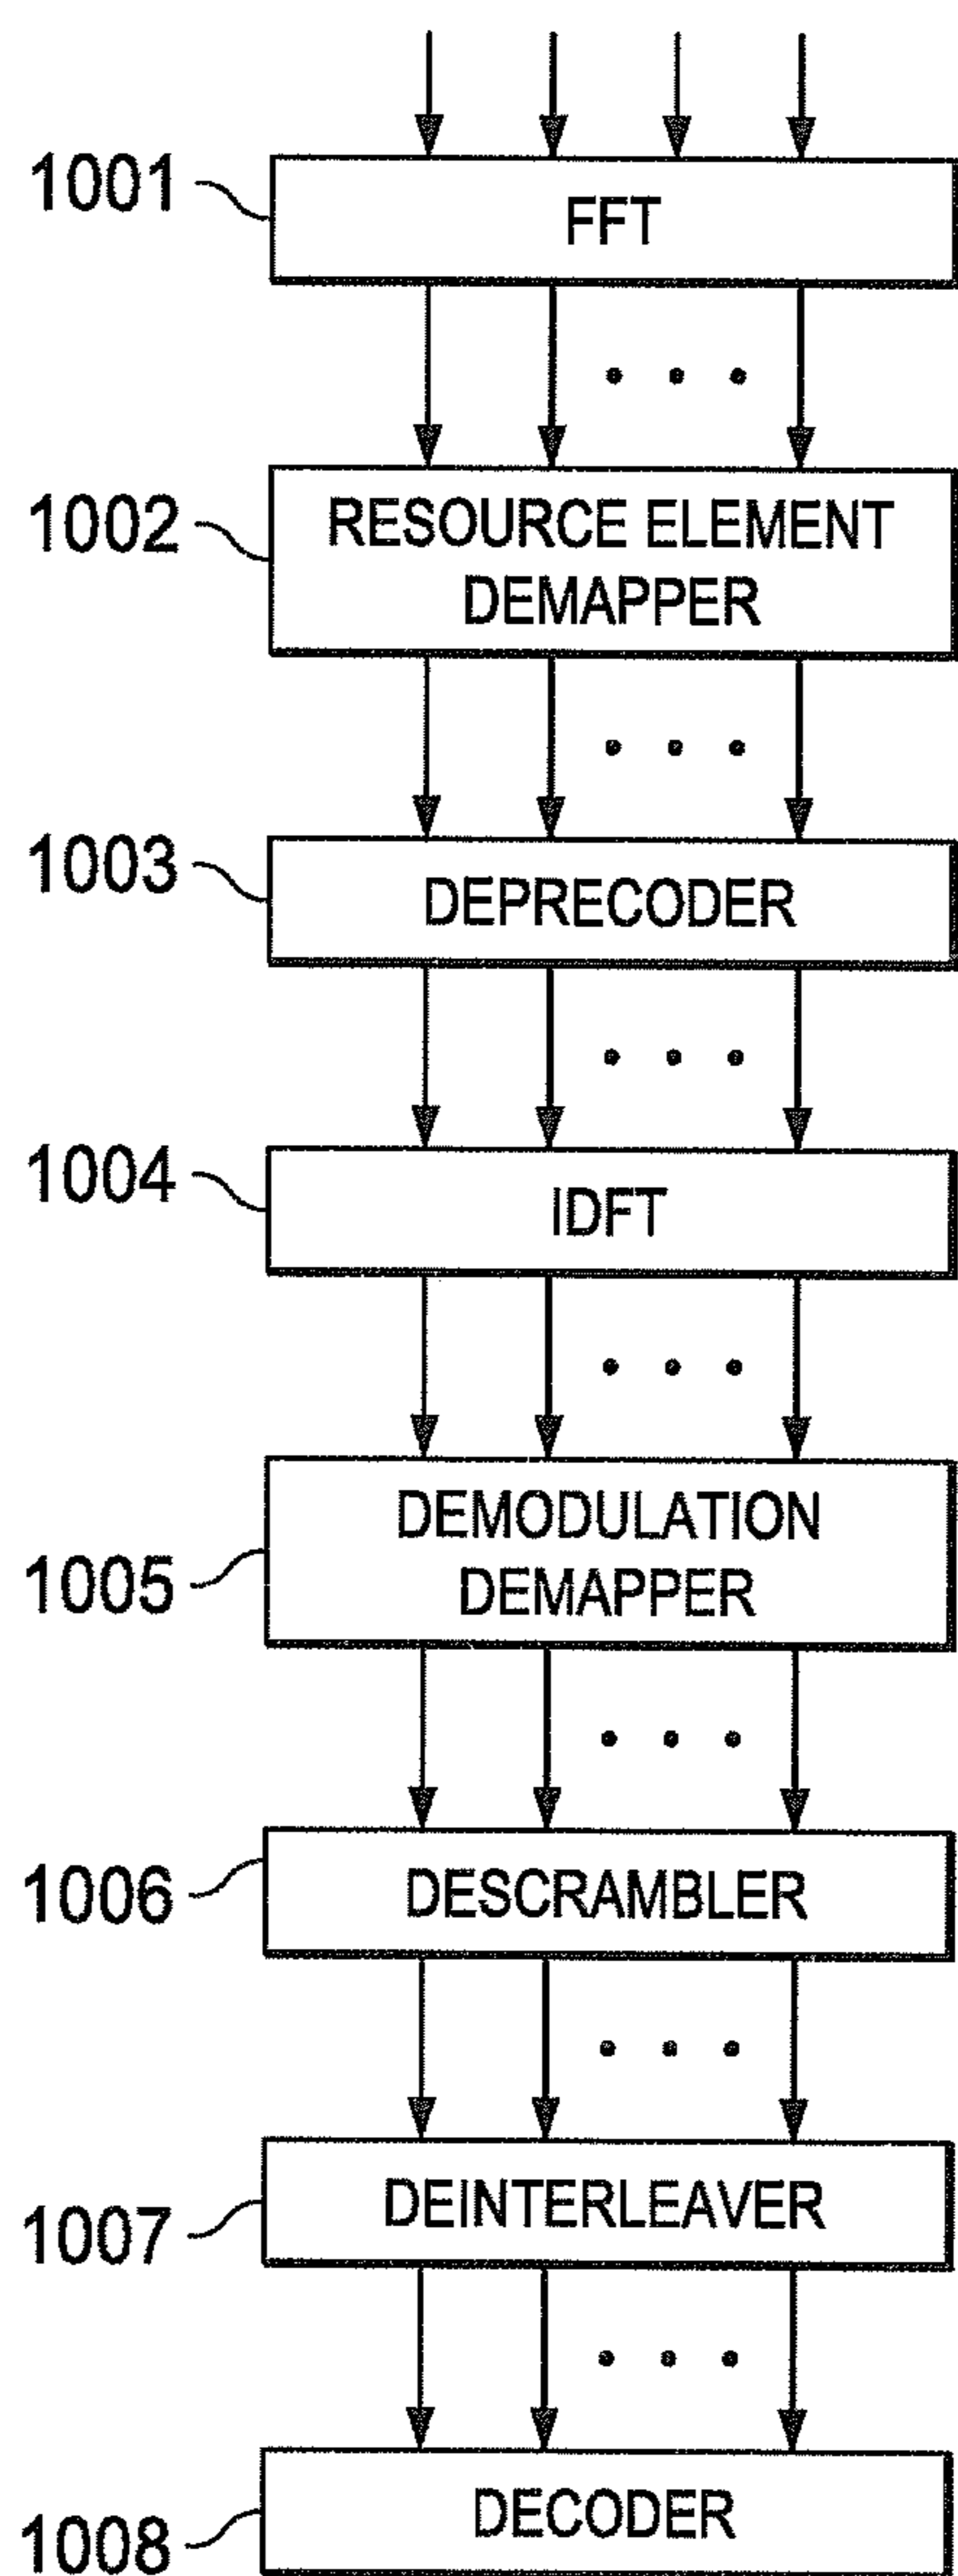 1001
FFT
1002
RESOURCE ELEMENT
DEMAPPER
1003
DEPRECODER
1004
IDFT
DEMODULATION
1005
DEMAPPER
1006
DESCRAMBLER
1007
DEINTERLEAVER
1008
DECODER